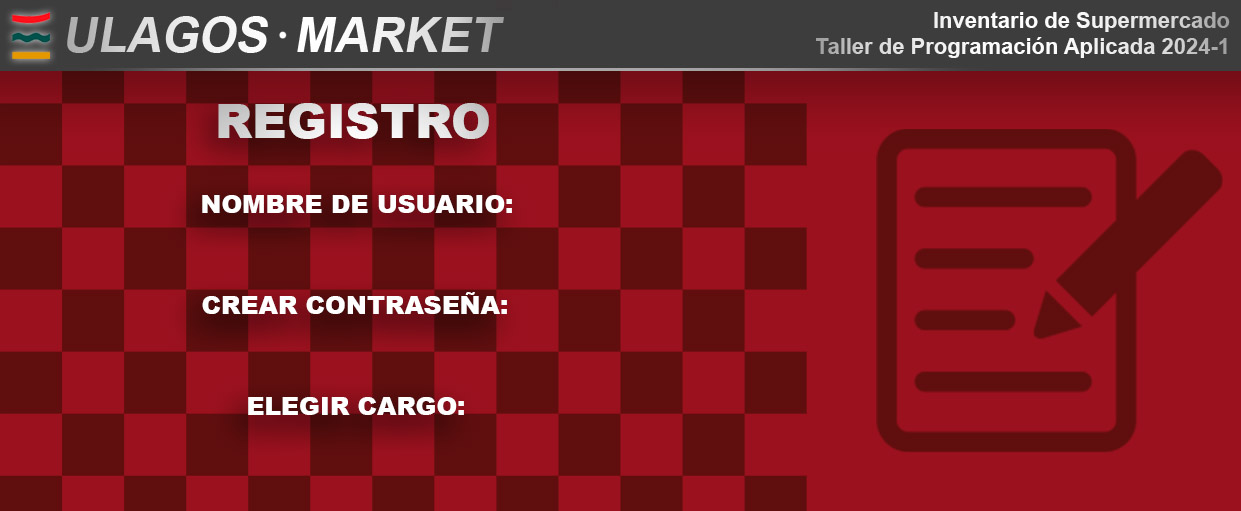 ULAGOS · MARKET
Inventario de Supermercado
Taller de Programación Aplicada 2024-1
REGISTRO
NOMBRE DE USUARIO:
CREAR CONTRASEÑA:
ELEGIR CARGO: